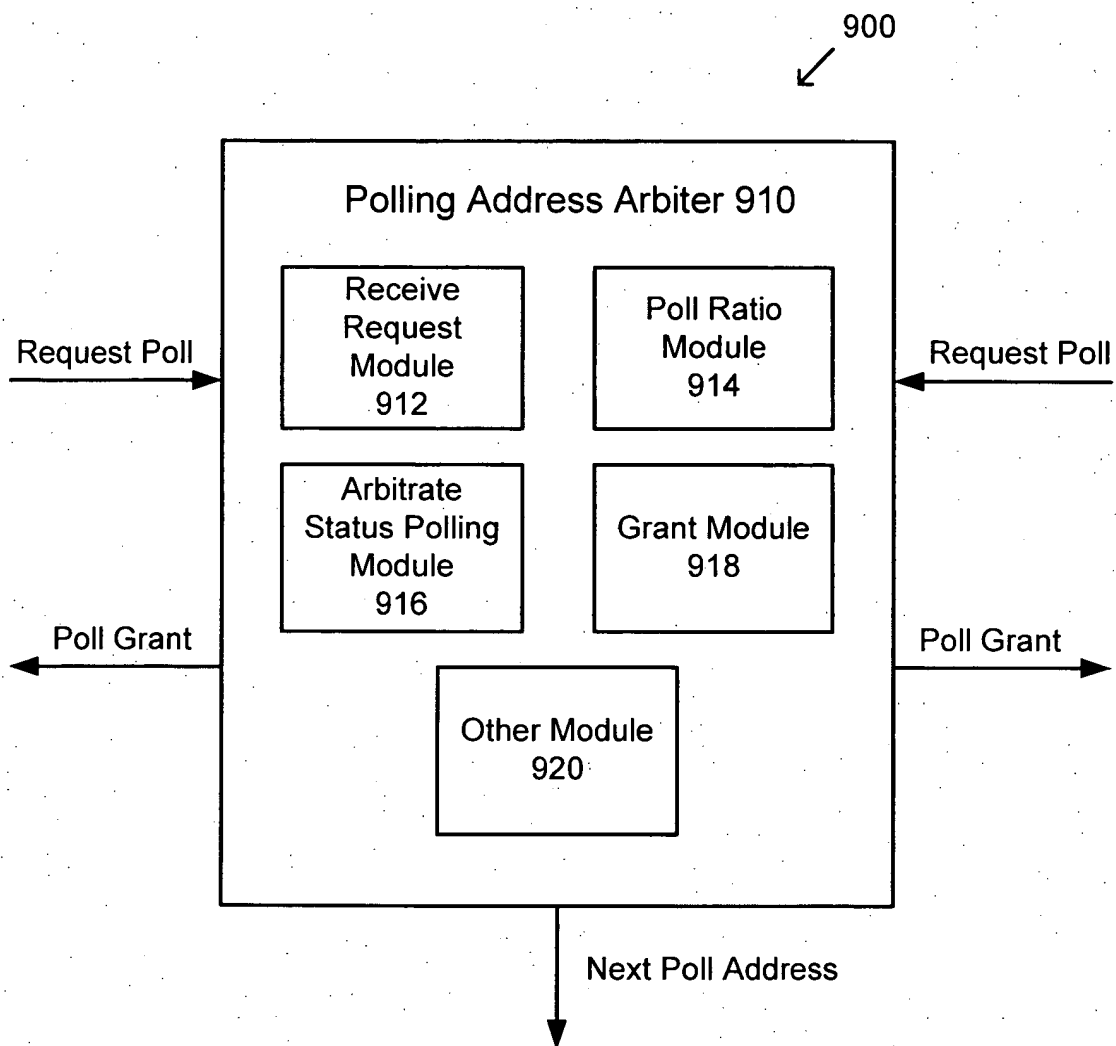 900
Polling Address Arbiter 910
Receive
Request
Module
912
Poll Ratio
Module
914
Request Poll
Request Poll
Arbitrate
Status Polling
Module
916
Grant Module
918
Poll Grant
Poll Grant
Other Module
920
Next Poll Address